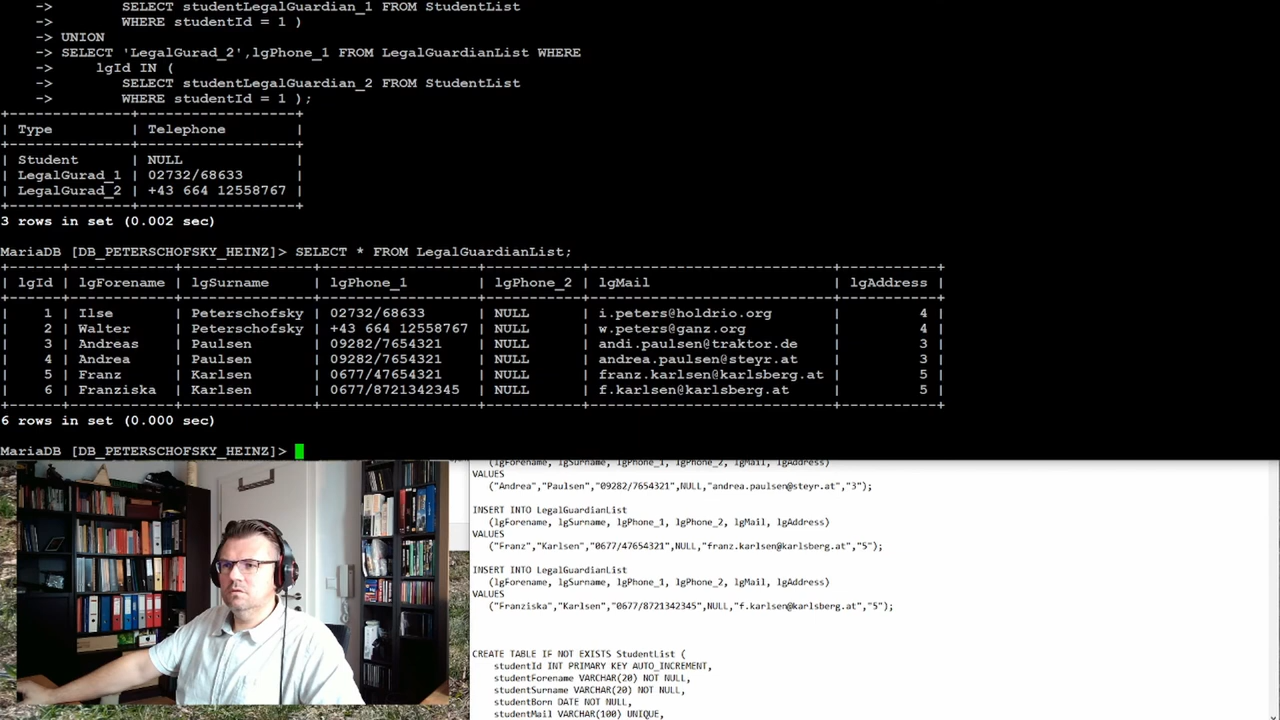 ->       SELECT studentLegalGuardian_1 FROM StudentList
    ->       WHERE studentId = 1 )
    -> UNION
    -> SELECT 'LegalGurad_2',lgPhone_1 FROM LegalGuardianList WHERE
    ->     lgId IN (
    ->        SELECT studentLegalGuardian_2 FROM StudentList
    ->        WHERE studentId = 1 );
+--------------+------------------+
| Type         | Telephone        |
+--------------+------------------+
| Student      | NULL             |
| LegalGurad_1 | 02732/68633      |
| LegalGurad_2 | +43 664 12558767 |
+--------------+------------------+
3 rows in set (0.002 sec)
MariaDB [DB_PETERSCHOFSKY_HEINZ]> SELECT * FROM LegalGuardianList;
+------+------------+---------------+------------------+-----------+----------------------------+-----------+
| lgId | lgForename | lgSurname     | lgPhone_1        | lgPhone_2 | lgMail                     | lgAddress |
+------+------------+---------------+------------------+-----------+----------------------------+-----------+
|    1 | Ilse       | Peterschofsky | 02732/68633      | NULL      | i.peters@holdrio.org       |         4 |
|    2 | Walter     | Peterschofsky | +43 664 12558767 | NULL      | w.peters@ganz.org          |         4 |
|    3 | Andreas    | Paulsen       | 09282/7654321    | NULL      | andi.paulsen@traktor.de    |         3 |
|    4 | Andrea     | Paulsen       | 09282/7654321    | NULL      | andrea.paulsen@steyr.at    |         3 |
|    5 | Franz      | Karlsen       | 0677/47654321    | NULL      | franz.karlsen@karlsberg.at |         5 |
|    6 | Franziska  | Karlsen       | 0677/8721342345  | NULL      | f.karlsen@karlsberg.at     |         5 |
+------+------------+---------------+------------------+-----------+----------------------------+-----------+
6 rows in set (0.000 sec)
MariaDB [DB_PETERSCHOFSKY_HEINZ]>
(lgForename, lgSurname, lgPhone_1, lgPhone_2, lgMail, lgAddress)
VALUES
("Andrea","Paulsen","09282/7654321",NULL,"andrea.paulsen@steyr.at","3");
INSERT INTO LegalGuardianList
(lgForename, lgSurname, lgPhone_1, lgPhone_2, lgMail, lgAddress)
VALUES
("Franz","Karlsen","0677/47654321",NULL,"franz.karlsen@karlsberg.at","5");
INSERT INTO LegalGuardianList
(lgForename, lgSurname, lgPhone_1, lgPhone_2, lgMail, lgAddress)
VALUES
("Franziska","Karlsen","0677/8721342345",NULL,"f.karlsen@karlsberg.at","5");
CREATE TABLE IF NOT EXISTS StudentList (
studentId INT PRIMARY KEY AUTO_INCREMENT,
studentForename VARCHAR(20) NOT NULL,
studentSurname VARCHAR(20) NOT NULL,
studentBorn DATE NOT NULL,
studentMail VARCHAR(100) UNIQUE,